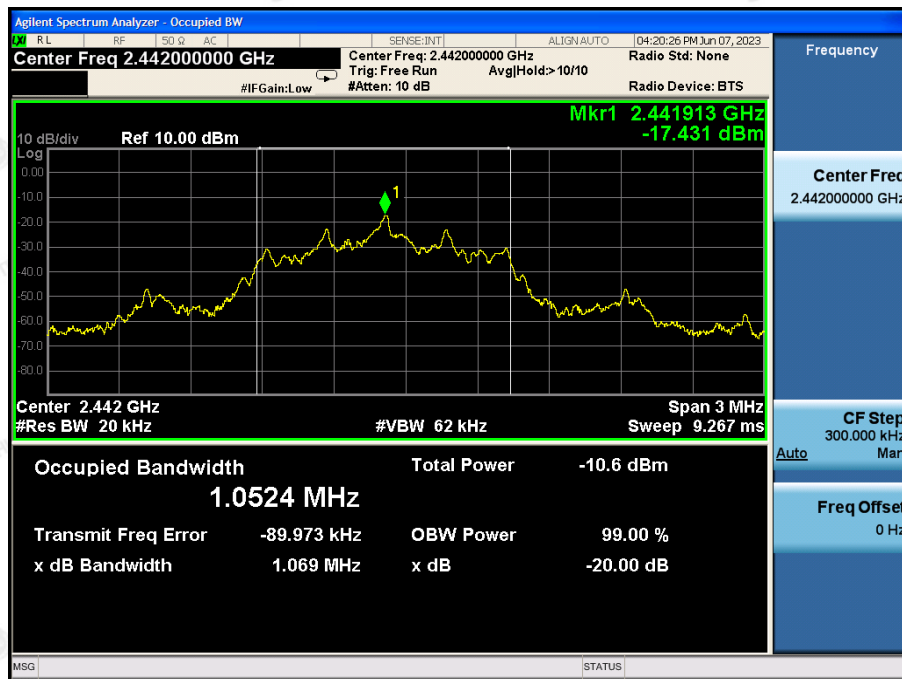 Agilent Spectrum Analyzer - Occupied BW
LXI RL RF 50 Ω AC SENSE:INT ALIGN AUTO 04:20:26 PM Jun 07, 2023
Center Freq 2.442000000 GHz
Center Freq: 2.442000000 GHz
Radio Std: None
Trig: Free Run Avg|Hold:>10/10
#IFGain:Low
#Atten: 10 dB
Radio Device: BTS
Frequency
Mkr1 2.441913 GHz
-17.431 dBm
10 dB/div Ref 10.00 dBm
Log
0.00
-10.0
-20.0
-30.0
-40.0
-50.0
-60.0
-70.0
-80.0
1
Center Freq
2.442000000 GHz
Center 2.442 GHz Span 3 MHz
#Res BW 20 kHz #VBW 62 kHz Sweep 9.267 ms
CF Step
300.000 kHz
Auto Man
Occupied Bandwidth Total Power -10.6 dBm
1.0524 MHz
Transmit Freq Error -89.973 kHz OBW Power 99.00 %
x dB Bandwidth 1.069 MHz x dB -20.00 dB
Freq Offset
0 Hz
MSG STATUS